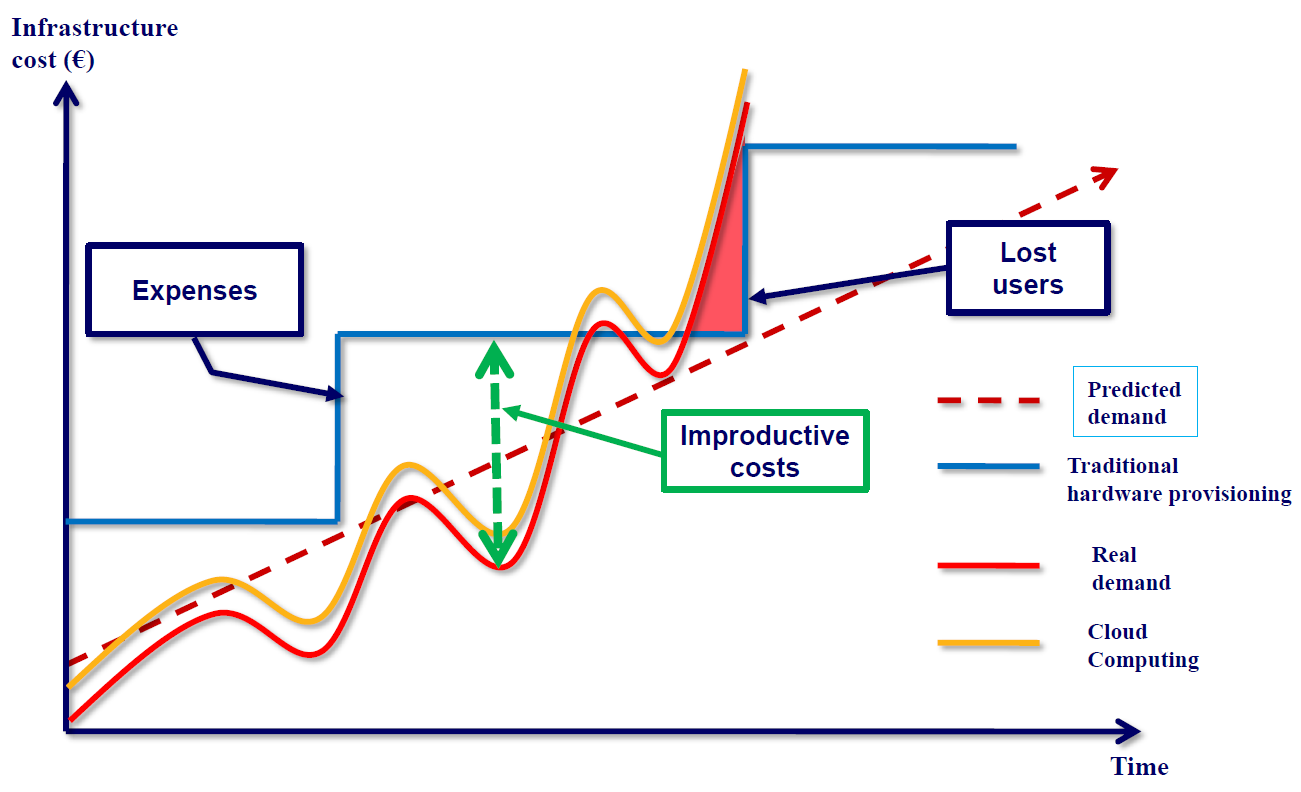 Infrastructure
cost (€)
Expenses
Lost
users
Improductive
costs
Predicted
demand
Traditional
hardware provisioning
Real
demand
Cloud
Computing
Time